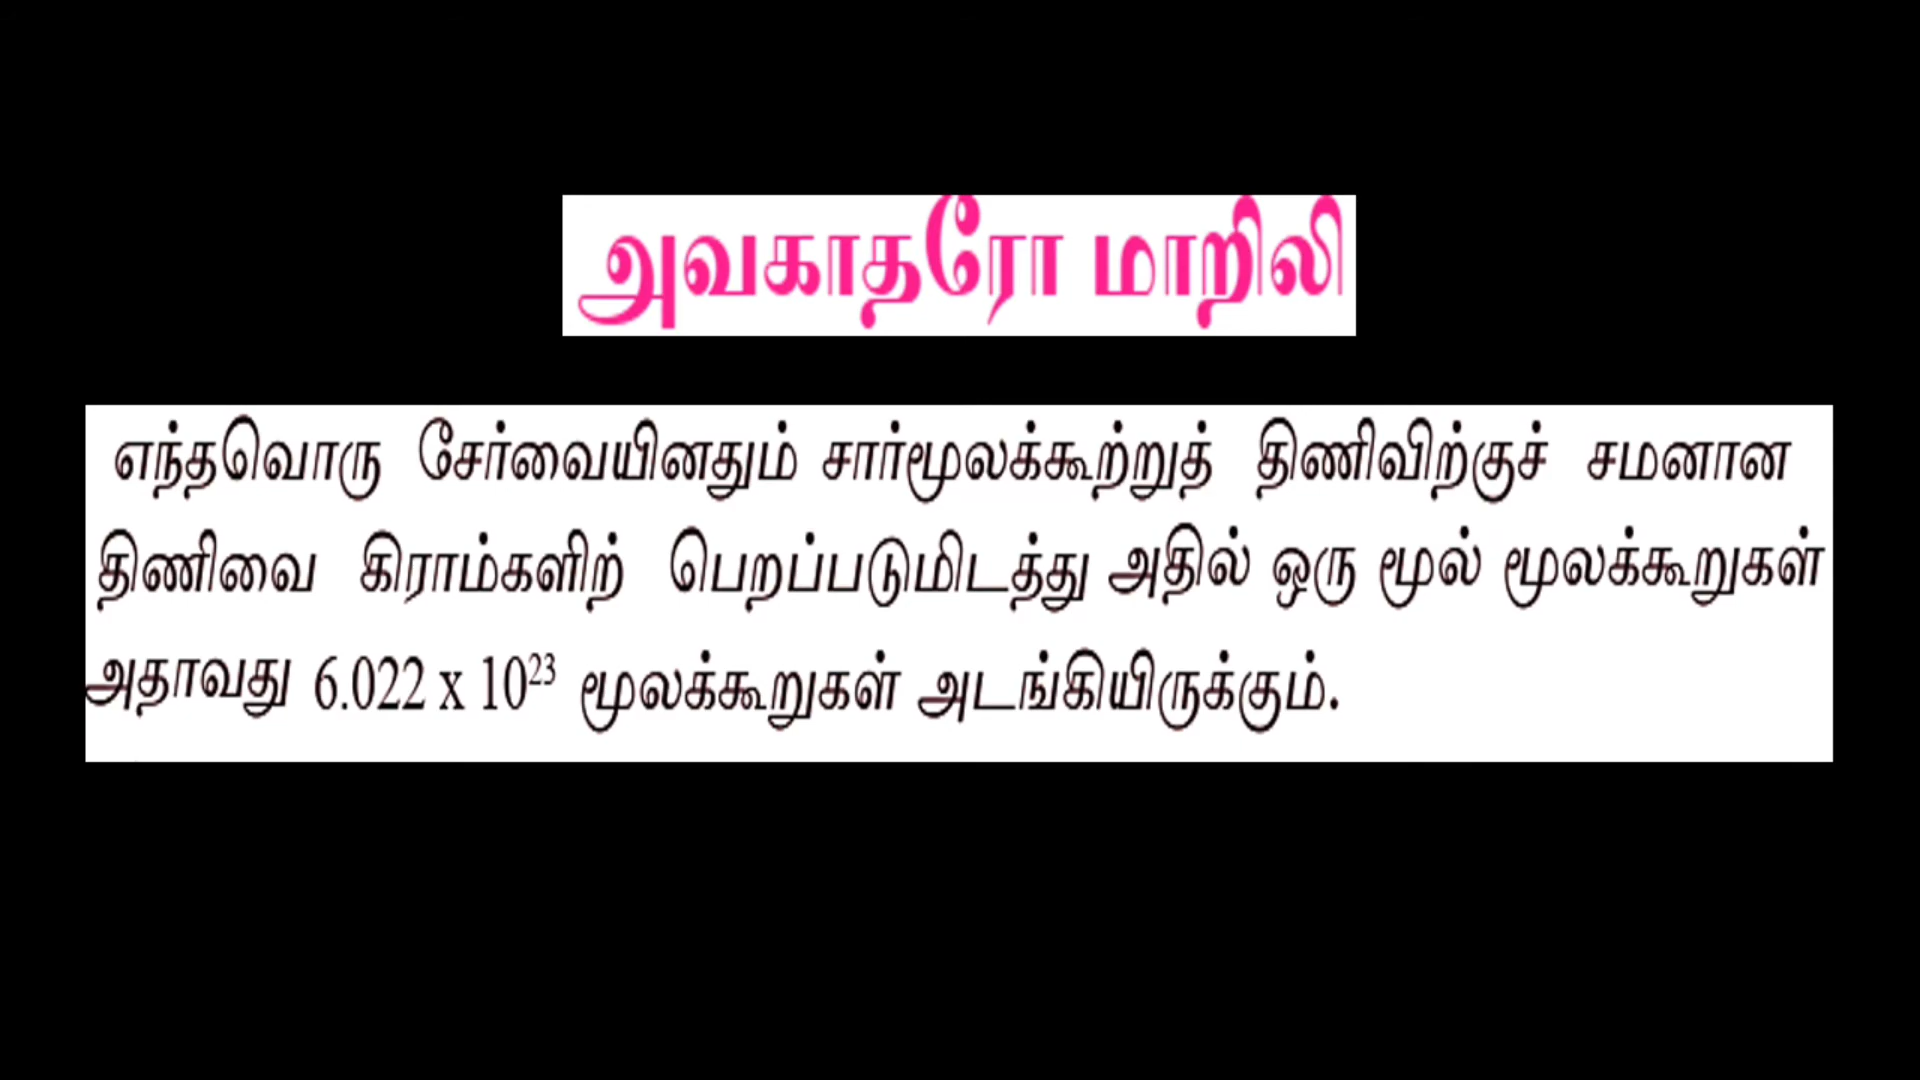 அவகாதரோ மாறிலி
எந்தவொரு சேர்வையினதும் சார்மூலக்கூற்றுத் திணிவிற்குச் சமனான
திணிவை கிராம்களிற் பெறப்படுமிடத்து அதில் ஒரு மூல் மூலக்கூறுகள்
அதாவது 6.022 x 10²³ மூலக்கூறுகள் அடங்கியிருக்கும்.